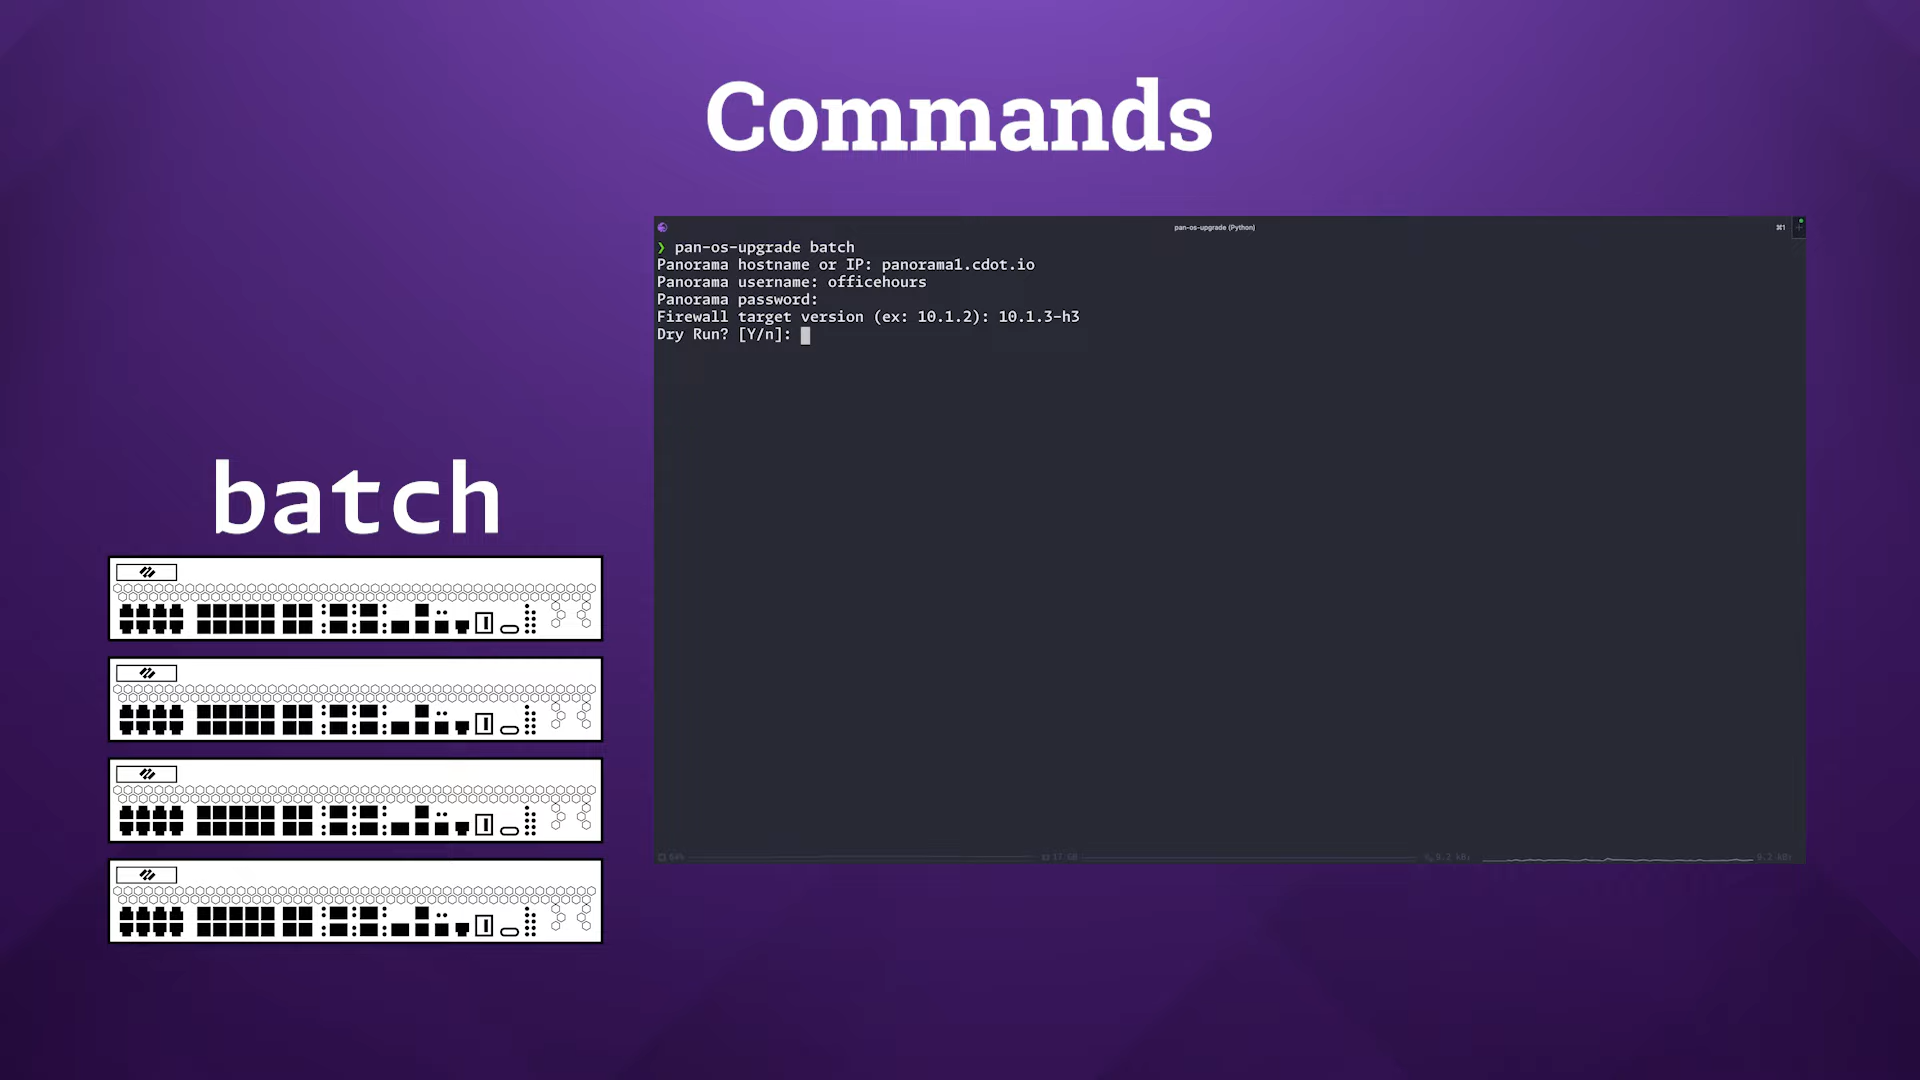 Commands
pan-os-upgrade (Python)
⌘1
❯ pan-os-upgrade batch
Panorama hostname or IP: panorama1.cdot.io
Panorama username: officehours
Panorama password:
Firewall target version (ex: 10.1.2): 10.1.3-h3
Dry Run? [Y/n]:
batch